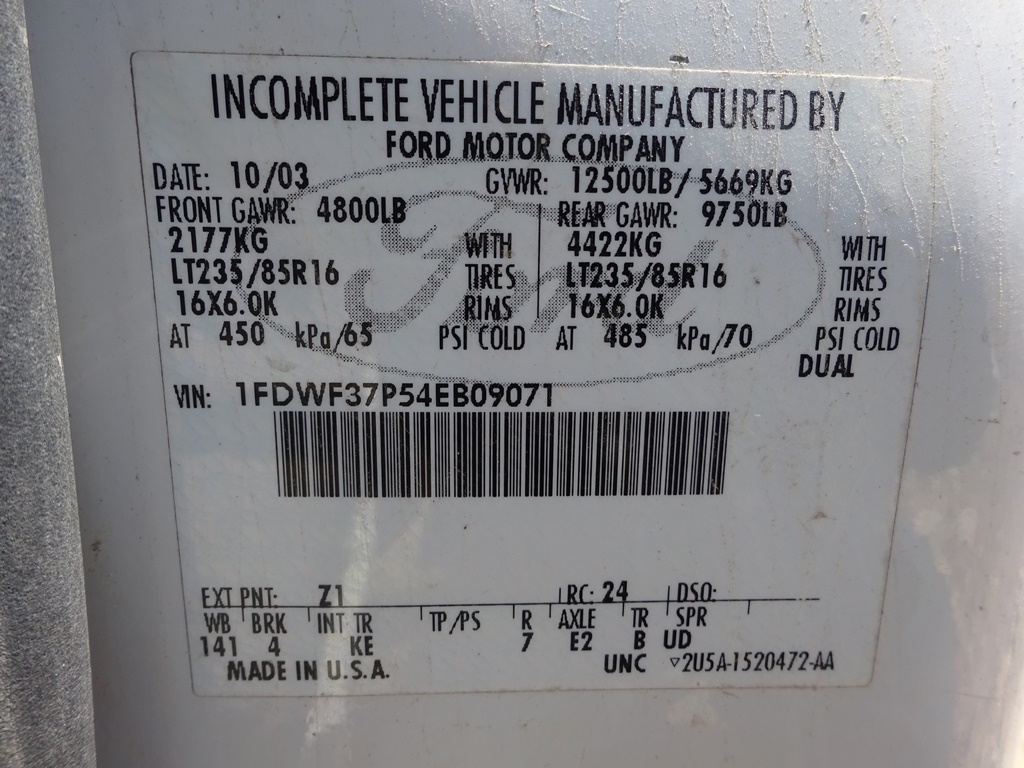 INCOMPLETE VEHICLE MANUFACTURED BY
FORD MOTOR COMPANY
DATE: 10/03 GVWR: 12500LB/ 5669KG
FRONT GAWR: 4800LB REAR GAWR: 9750LB
2177KG WITH 4422KG WITH
LT235/85R16 TIRES LT235/85R16 TIRES
16X6.0K RIMS 16X6.0K RIMS
AT 450 kPa/65 PSI COLD AT 485 kPa/70 PSI COLD
DUAL
Ford
VIN: 1FDWF37P54EB09071
EXT PNT: Z1 RC: 24 DSO:
WB BRK INT TR TP/PS R AXLE TR SPR
141 4 KE 7 E2 B UD
MADE IN U.S.A. UNC ▽2U5A-1520472-AA